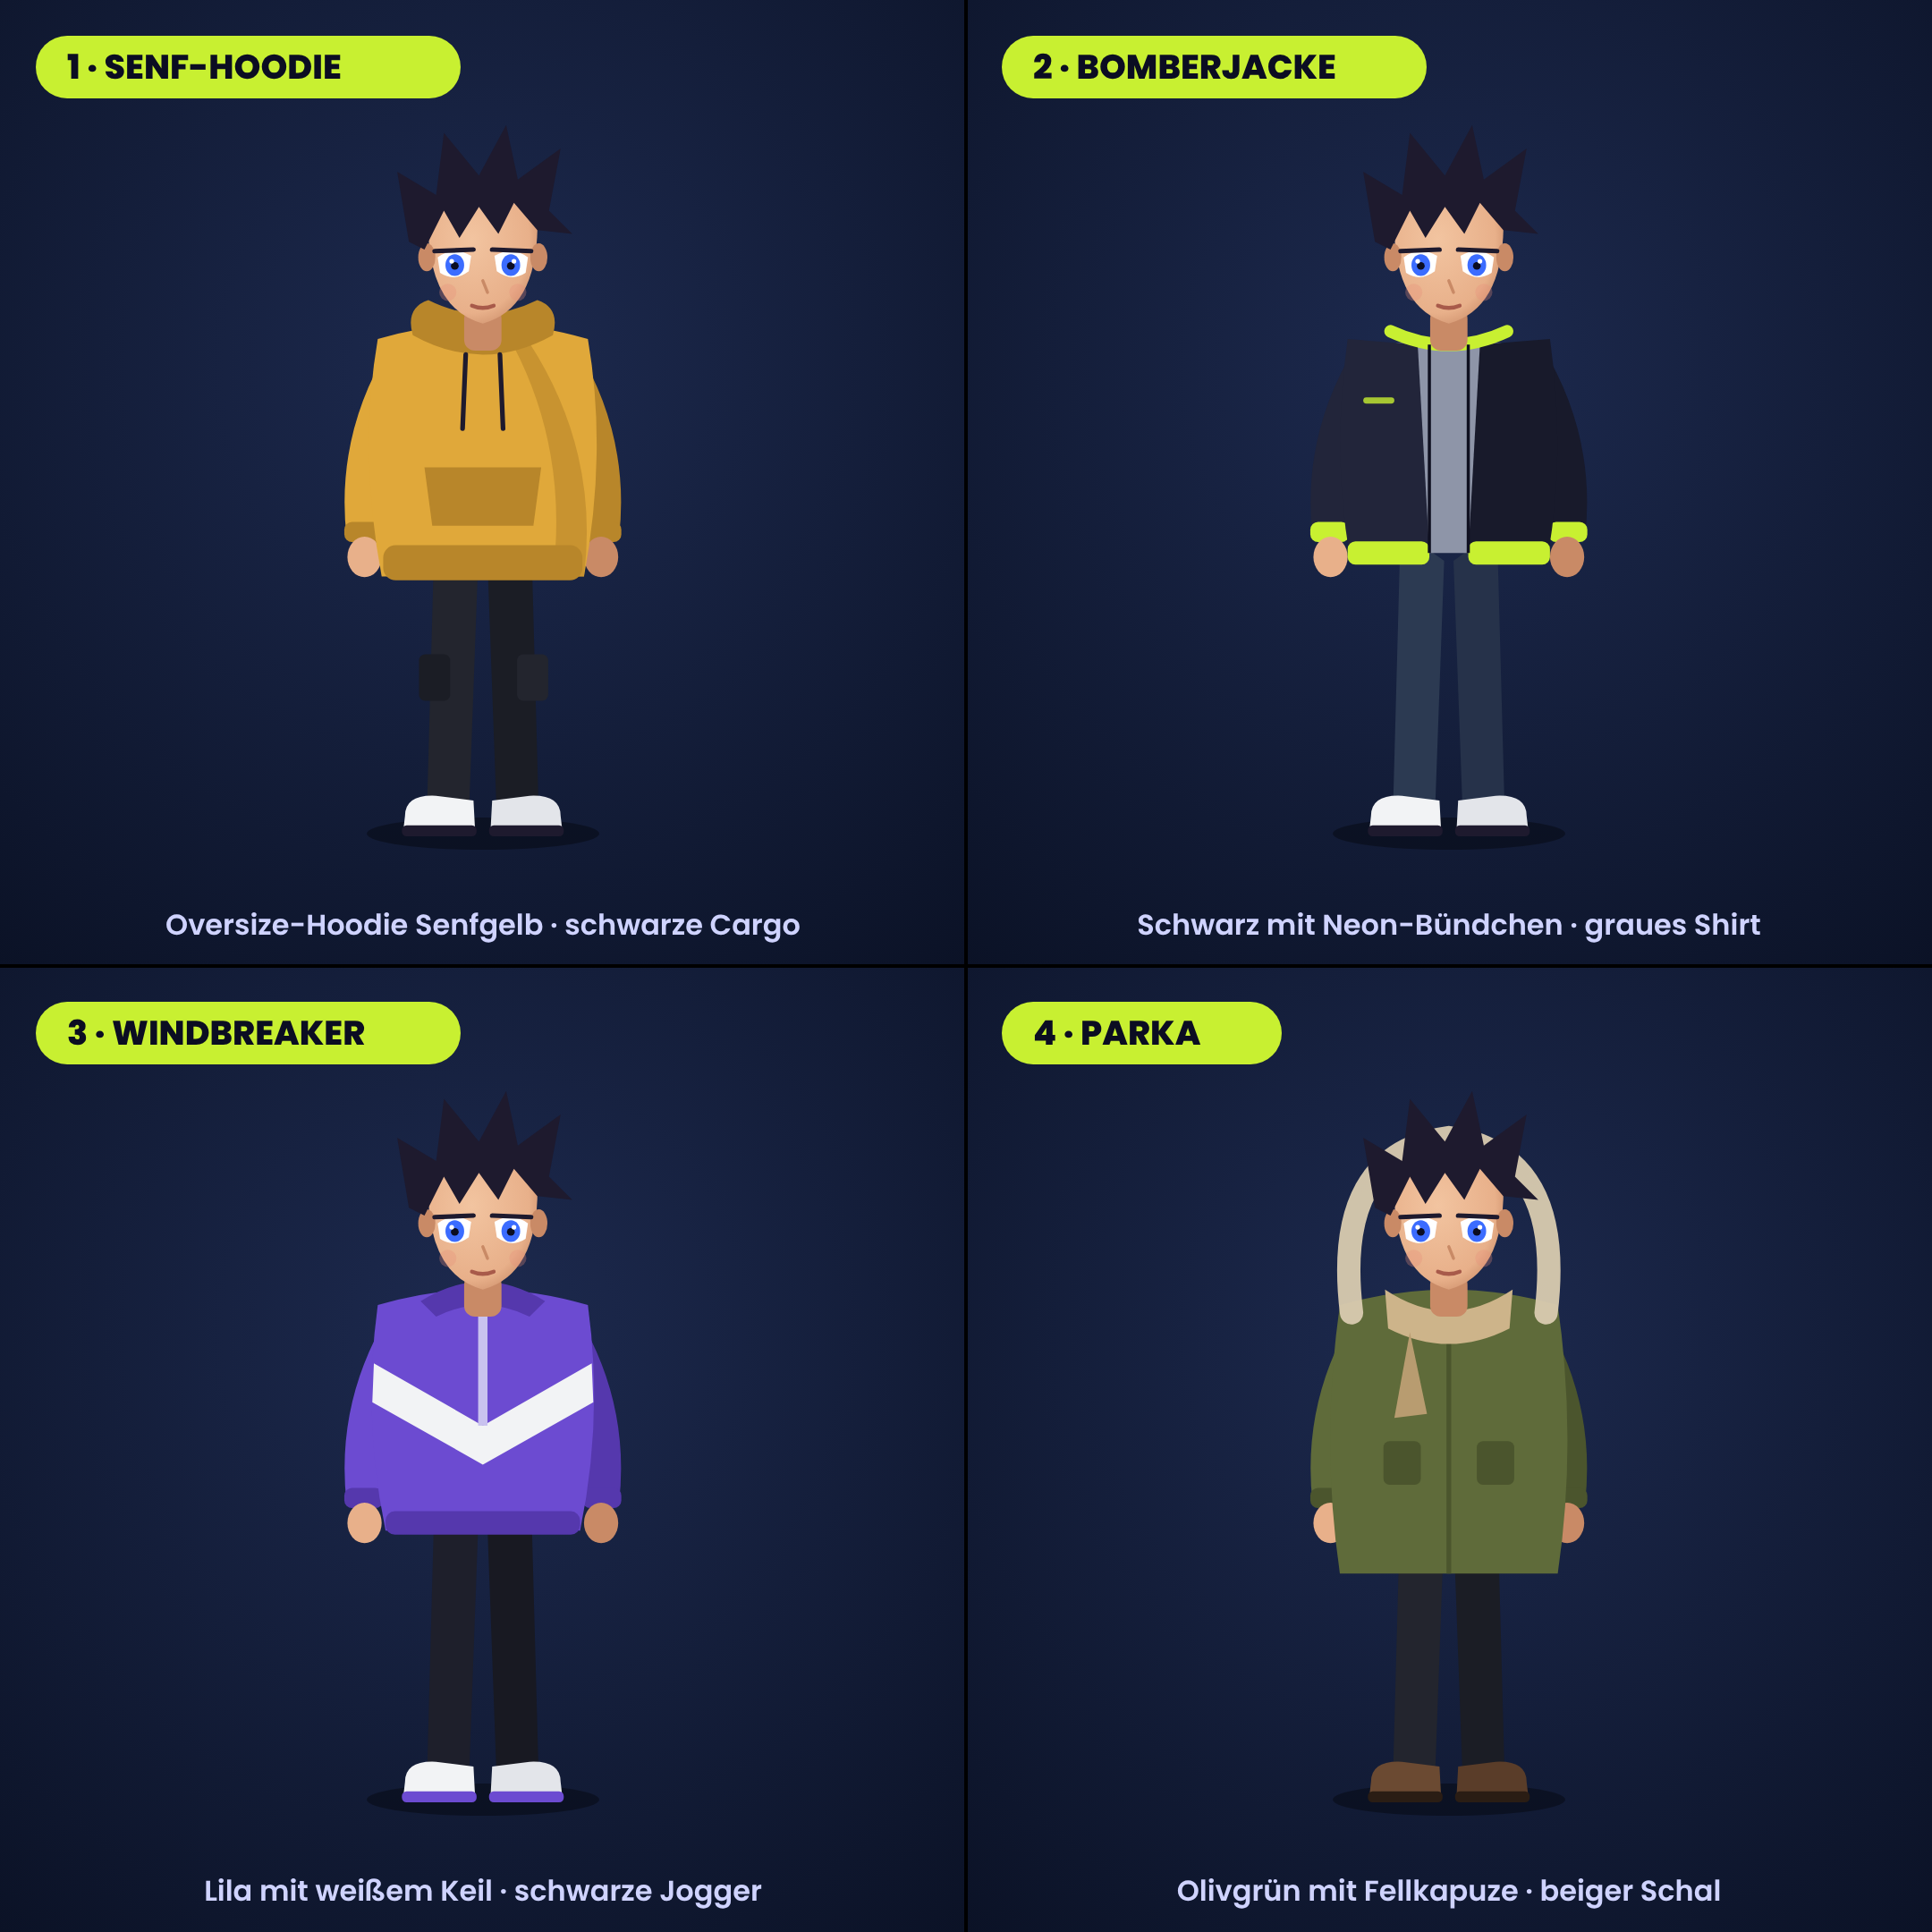 1 · SENF-HOODIE
2 · BOMBERJACKE
Oversize-Hoodie Senfgelb · schwarze Cargo
Schwarz mit Neon-Bündchen · graues Shirt
3 · WINDBREAKER
4 · PARKA
Lila mit weißem Keil · schwarze Jogger
Olivgrün mit Fellkapuze · beiger Schal